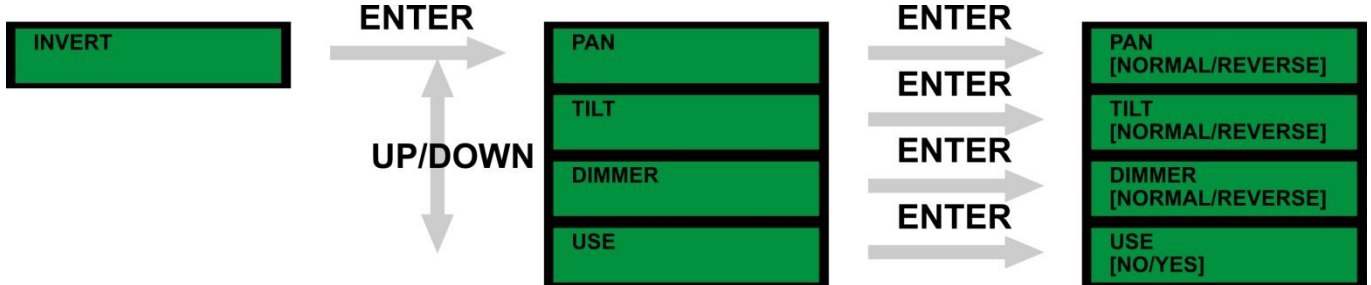 INVERT
ENTER
UP/DOWN
PAN
TILT
DIMMER
USE
ENTER
ENTER
ENTER
ENTER
PAN
[NORMAL/REVERSE]
TILT
[NORMAL/REVERSE]
DIMMER
[NORMAL/REVERSE]
USE
[NO/YES]